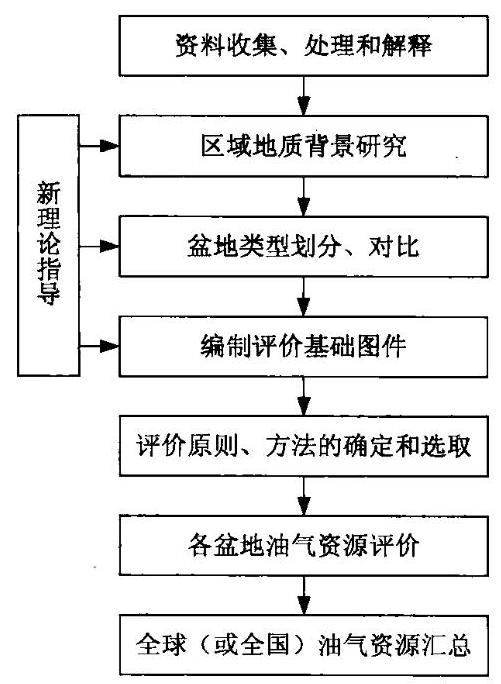 资料收集、处理和解释
新理论指导
区域地质背景研究
盆地类型划分、对比
编制评价基础图件
评价原则、方法的确定和选取
各盆地油气资源评价
全球（或全国）油气资源汇总